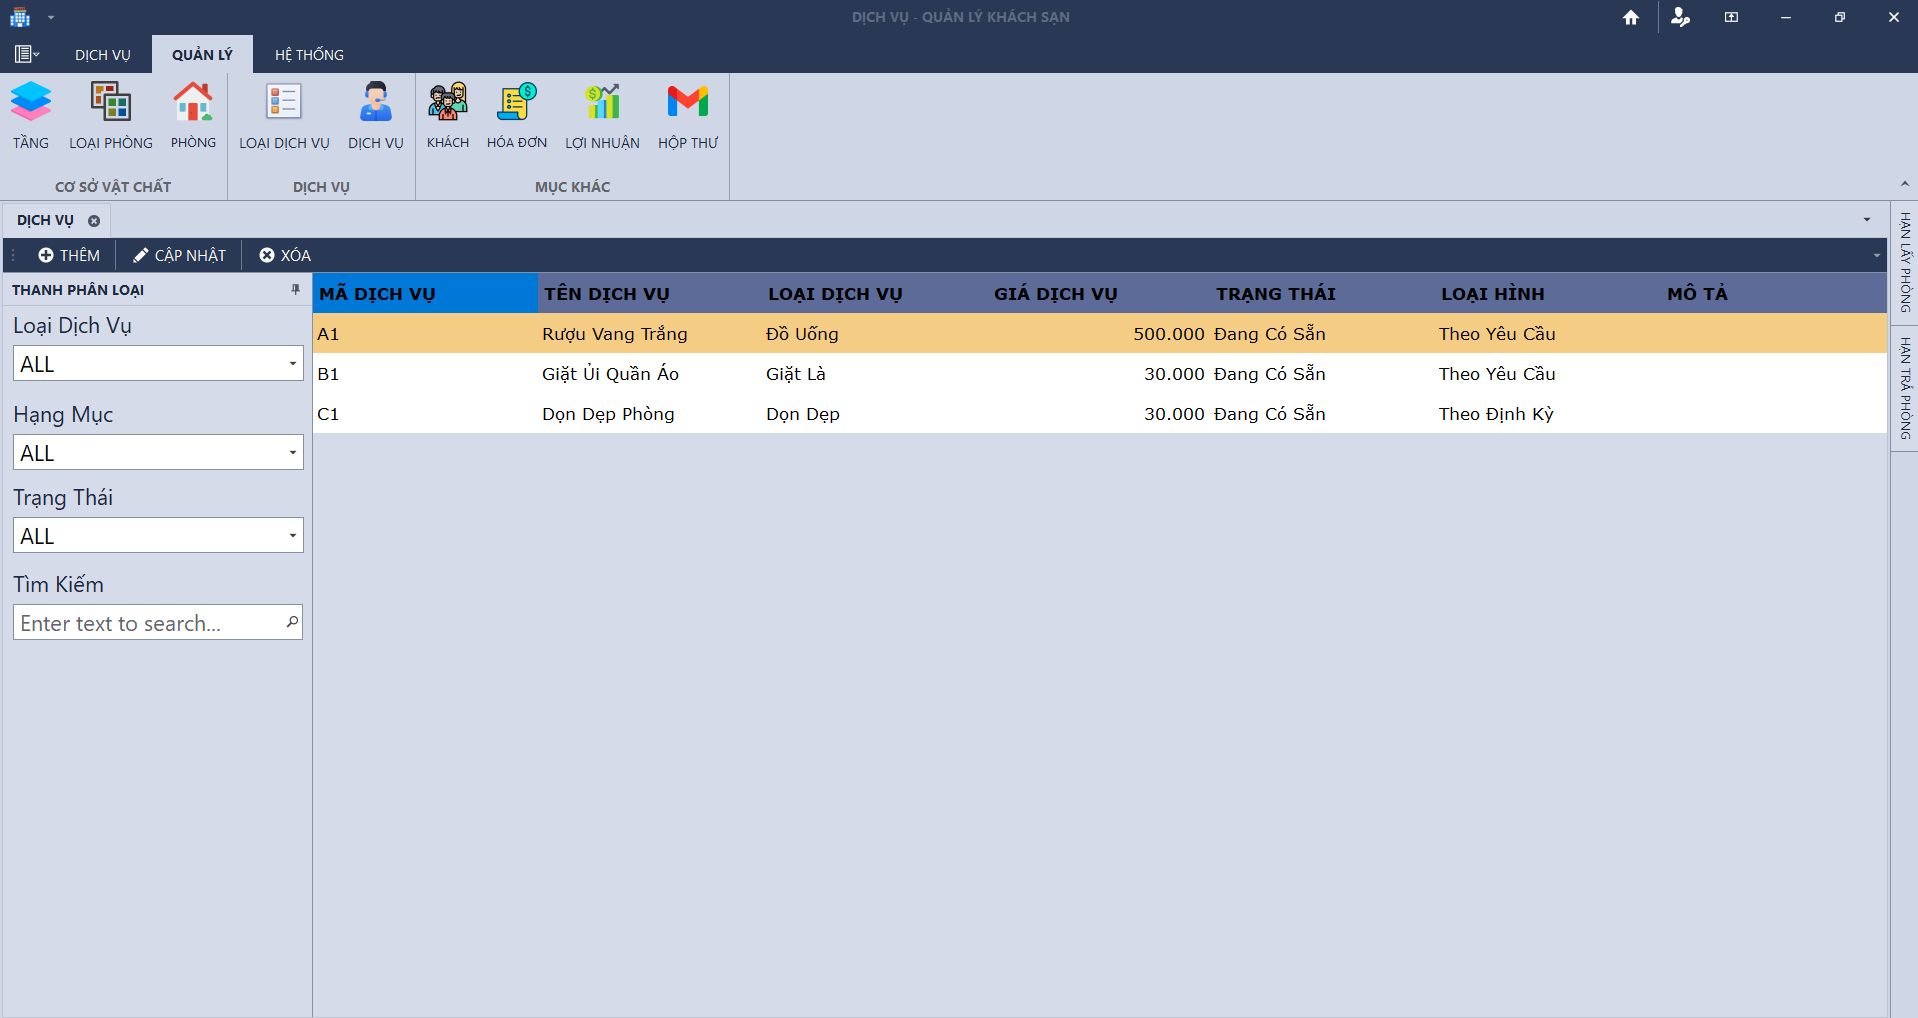 DỊCH VỤ - QUẢN LÝ KHÁCH SẠN
DỊCH VỤ QUẢN LÝ HỆ THỐNG
TẦNG LOẠI PHÒNG PHÒNG LOẠI DỊCH VỤ DỊCH VỤ KHÁCH HÓA ĐƠN LỢI NHUẬN HỘP THƯ
CƠ SỞ VẬT CHẤT DỊCH VỤ MỤC KHÁC
DỊCH VỤ
THÊM CẬP NHẬT XÓA
THANH PHÂN LOẠI
Loại Dịch Vụ
ALL
Hạng Mục
ALL
Trạng Thái
ALL
Tìm Kiếm
Enter text to search...
MÃ DỊCH VỤ TÊN DỊCH VỤ LOẠI DỊCH VỤ GIÁ DỊCH VỤ TRẠNG THÁI LOẠI HÌNH MÔ TẢ
A1 Rượu Vang Trắng Đồ Uống 500.000 Đang Có Sẵn Theo Yêu Cầu
B1 Giặt Ủi Quần Áo Giặt Là 30.000 Đang Có Sẵn Theo Yêu Cầu
C1 Dọn Dẹp Phòng Dọn Dẹp 30.000 Đang Có Sẵn Theo Định Kỳ
HẠN LẤY PHÒNG
HẠN TRẢ PHÒNG